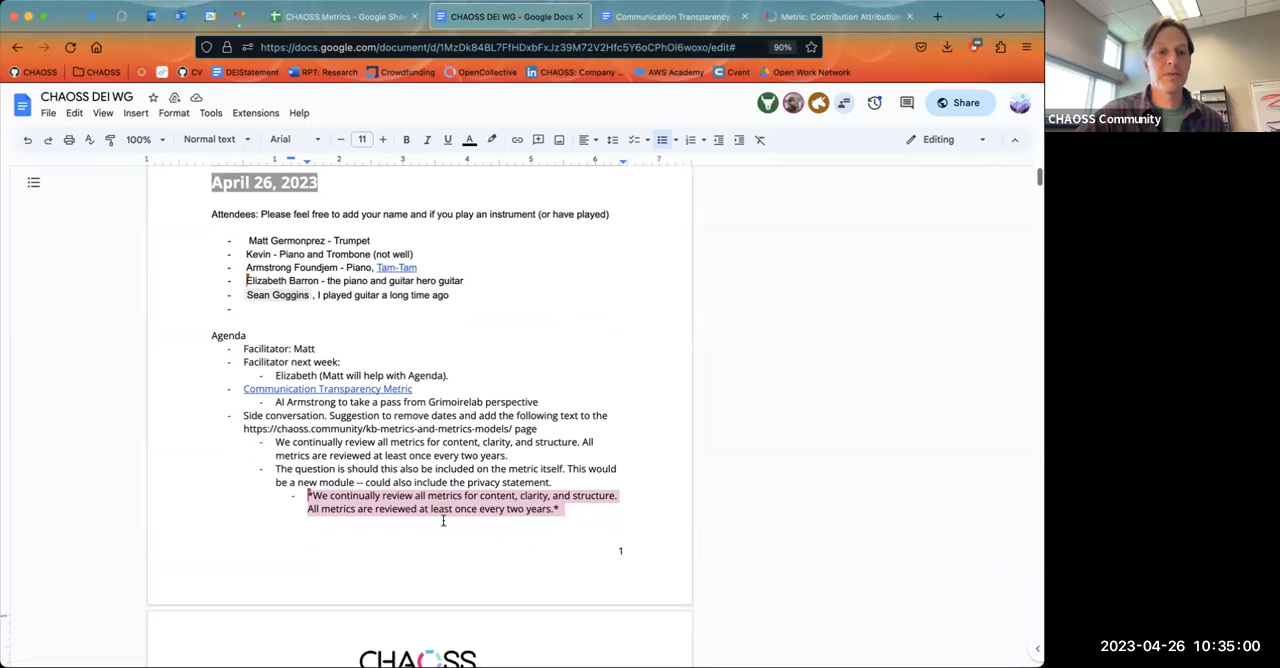 CHAOSS Metrics - Google She
CHAOSS DEI WG - Google Docs
Communication Transparency
Metric: Contribution Attribution
https://docs.google.com/document/d/1MzDk84BL7FfHDxbFxJz39M72V2Hfc5Y6oCPhOl6woxo/edit#
90%
CHAOSS
CHAOSS
CV
DEIStatement
RPT: Research
Crowdfunding
OpenCollective
CHAOSS: Company ...
AWS Academy
Cvent
Open Work Network
CHAOSS DEI WG
File Edit View Insert Format Tools Extensions Help
Share
100%
Normal text
Arial
11
Editing
1 1 2 3 4 5 6 7
April 26, 2023
Attendees: Please feel free to add your name and if you play an instrument (or have played)
- Matt Germonprez - Trumpet
- Kevin - Piano and Trombone (not well)
- Armstrong Foundjem - Piano, Tam-Tam
- Elizabeth Barron - the piano and guitar hero guitar
- Sean Goggins , I played guitar a long time ago
-
Agenda
- Facilitator: Matt
- Facilitator next week:
- Elizabeth (Matt will help with Agenda).
- Communication Transparency Metric
- AI Armstrong to take a pass from Grimoirelab perspective
- Side conversation. Suggestion to remove dates and add the following text to the
https://chaoss.community/kb-metrics-and-metrics-models/ page
- We continually review all metrics for content, clarity, and structure. All
metrics are reviewed at least once every two years.
- The question is should this also be included on the metric itself. This would
be a new module -- could also include the privacy statement.
- *We continually review all metrics for content, clarity, and structure.
All metrics are reviewed at least once every two years.*
1
CHAOSS
CHAOSS Community
2023-04-26 10:35:00